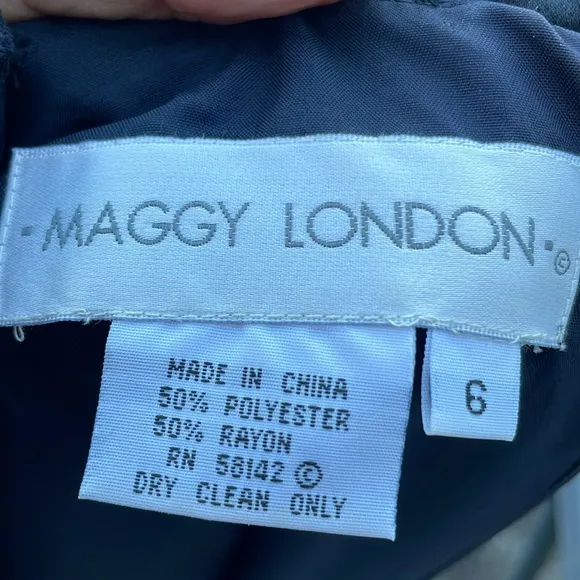 · MAGGY LONDON · ©
MADE IN CHINA
50% POLYESTER
50% RAYON
RN 58142 ©
DRY CLEAN ONLY
6